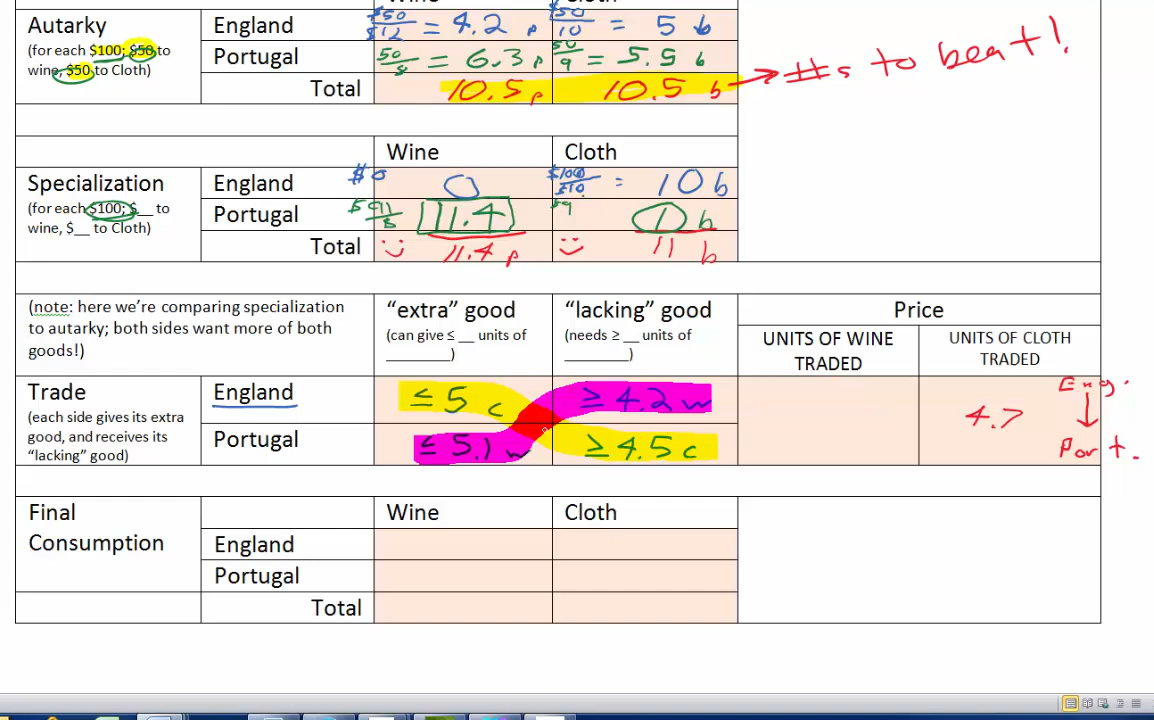 Wine Cloth
Autarky England $50/$12 = 4.2 p $50/10 = 5 b
(for each $100; $50 to
wine, $50 to Cloth)
Portugal 50/8 = 6.3 p 50/9 = 5.5 b
Total 10.5 p 10.5 b → #s to beat!
Wine Cloth
Specialization England $0 0 $100/$10 = 10 b
(for each $100; $__ to
wine, $__ to Cloth)
Portugal $91/8 11.4 $9 1 b
Total 11.4 p 11 b
(note: here we're comparing specialization
to autarky; both sides want more of both
goods!)
"extra" good
(can give ≤ __ units of
________)
"lacking" good
(needs ≥ __ units of
________)
Price
UNITS OF WINE
TRADED
UNITS OF CLOTH
TRADED
Trade England ≤ 5 c ≥ 4.2 w 4.7 Eng.
(each side gives its extra
good, and receives its
"lacking" good)
Portugal ≤ 5.1 w ≥ 4.5 c Port.
Final
Consumption
Wine Cloth
England
Portugal
Total